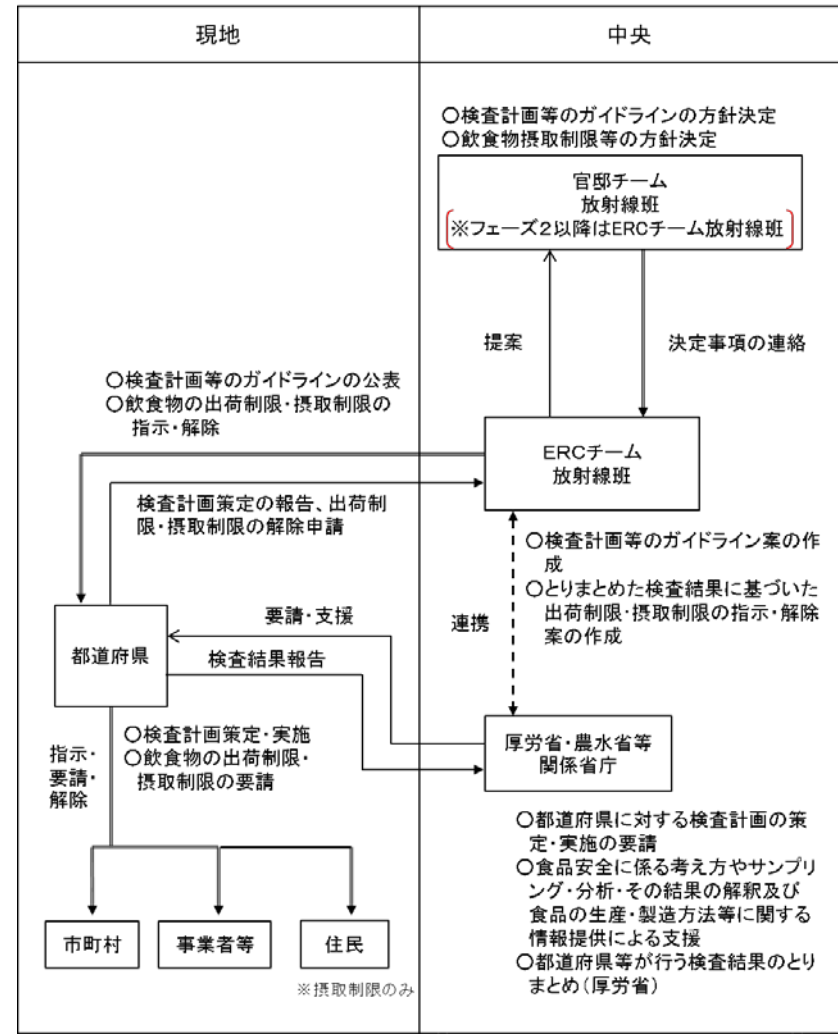 現地
中央
○検査計画等のガイドラインの方針決定
○飲食物摂取制限等の方針決定
官邸チーム
放射線班
※フェーズ2以降はERCチーム放射線班
提案
決定事項の連絡
○検査計画等のガイドラインの公表
○飲食物の出荷制限・摂取制限の
指示・解除
ERCチーム
放射線班
検査計画策定の報告、出荷制
限・摂取制限の解除申請
○検査計画等のガイドライン案の作
成
○とりまとめた検査結果に基づいた
出荷制限・摂取制限の指示・解除
案の作成
連携
要請・支援
都道府県
検査結果報告
厚労省・農水省等
関係省庁
○検査計画策定・実施
○飲食物の出荷制限・
摂取制限の要請
指示・
要請・
解除
○都道府県に対する検査計画の策
定・実施の要請
○食品安全に係る考え方やサンプリ
ング・分析・その結果の解釈及び
食品の生産・製造方法等に関する
情報提供による支援
○都道府県等が行う検査結果のとり
まとめ(厚労省)
市町村
事業者等
住民
※摂取制限のみ